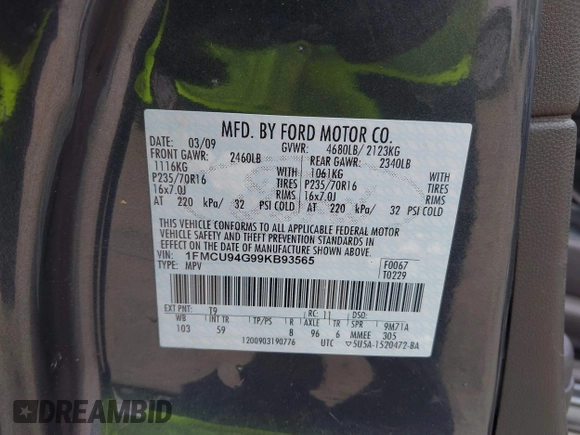 MFD. BY FORD MOTOR CO.
DATE: 03/09 GVWR: 4680LB/ 2123KG
FRONT GAWR: 2460LB REAR GAWR: 2340LB
1116KG WITH 1061KG WITH
P235/70R16 TIRES P235/70R16 TIRES
16x7.0J RIMS 16x7.0J RIMS
AT 220 kPa/ 32 PSI COLD AT 220 kPa/ 32 PSI COLD
THIS VEHICLE CONFORMS TO ALL APPLICABLE FEDERAL MOTOR
VEHICLE SAFETY AND THEFT PREVENTION STANDARDS IN
EFFECT ON THE DATE OF MANUFACTURE SHOWN ABOVE.
VIN: 1FMCU94G99KB93565 F0067
TYPE: MPV T0229
EXT PNT: T9 RC: 11 DSO:
WB INT TR TP/PS R AXLE TR SPR 9M71A
103 59 8 96 6 MMEE 305
1200903190776 UTC 5U5A-1520472-BA
DREAMBID